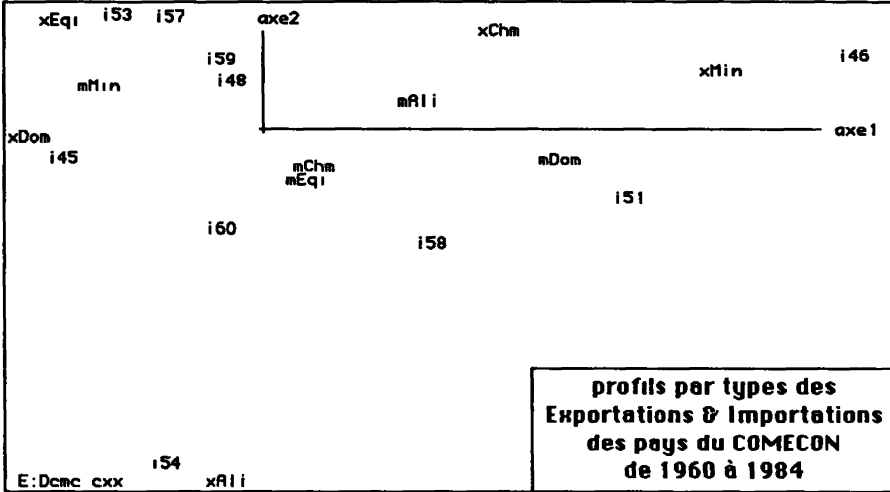 xEqi i53 i57 axe2
xChm
i59
i48
i46
xMin
mMin
mAli
axe1
xDom
i45
mChm
mEqi
mDom
i51
i60
i58
profils par types des
Exportations & Importations
des pays du COMECON
de 1960 à 1984
i54
E:Dcmc cxx xAli